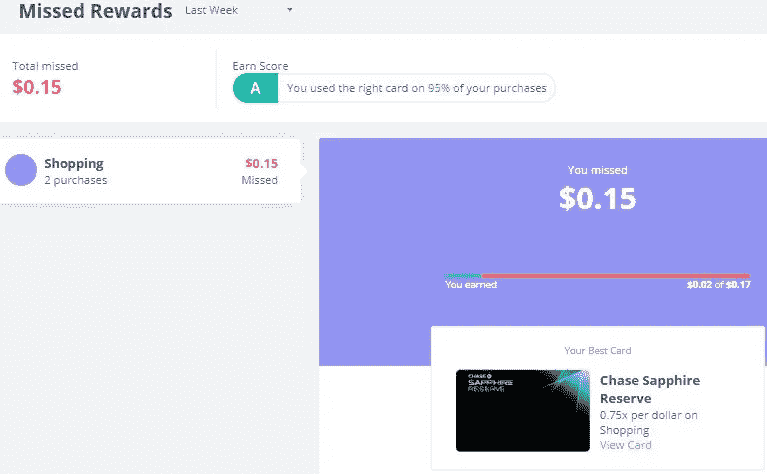 Missed Rewards Last Week
Total missed
$0.15
Earn Score
A You used the right card on 95% of your purchases
Shopping $0.15
2 purchases Missed
You missed
$0.15
You earned $0.02 of $0.17
Your Best Card
CHASE
SAPPHIRE
RESERVE
Chase Sapphire
Reserve
0.75x per dollar on
Shopping
View Card